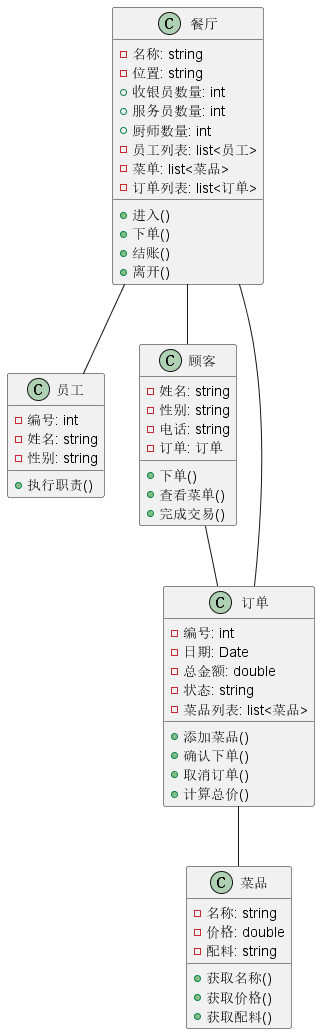 C 餐厅
名称: string
位置: string
收银员数量: int
服务员数量: int
厨师数量: int
员工列表: list<员工>
菜单: list<菜品>
订单列表: list<订单>
进入()
下单()
结账()
离开()
C 员工
编号: int
姓名: string
性别: string
执行职责()
C 顾客
姓名: string
性别: string
电话: string
订单: 订单
下单()
查看菜单()
完成交易()
C 订单
编号: int
日期: Date
总金额: double
状态: string
菜品列表: list<菜品>
添加菜品()
确认下单()
取消订单()
计算总价()
C 菜品
名称: string
价格: double
配料: string
获取名称()
获取价格()
获取配料()